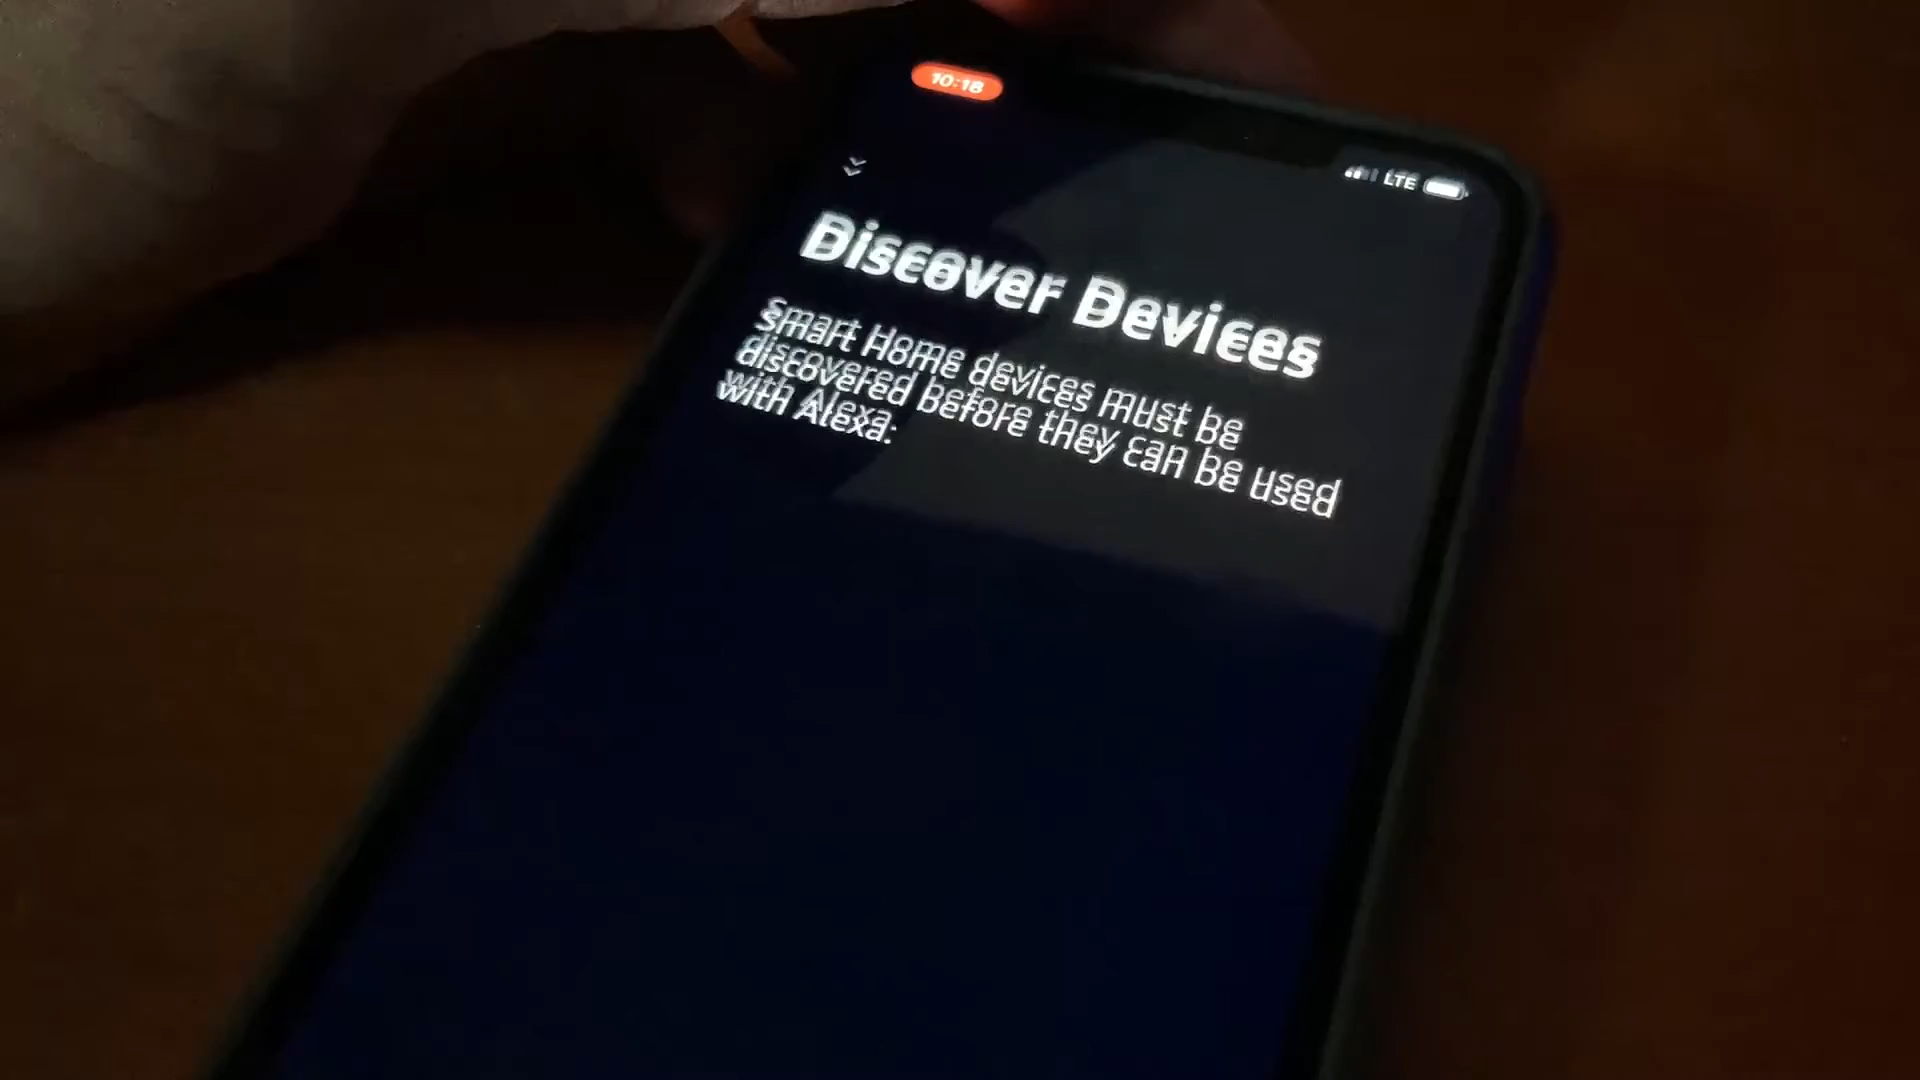 10:18
LTE
Discover Devices
Smart Home devices must be
discovered before they can be used
with Alexa.